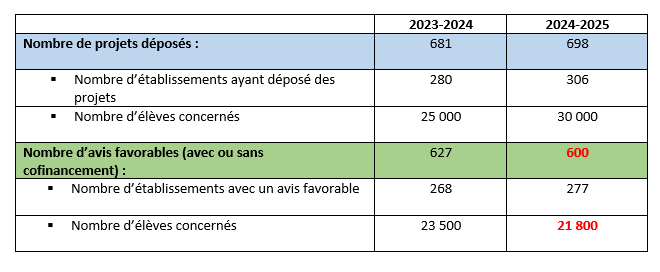 2023-2024 2024-2025
Nombre de projets déposés : 681 698
▪ Nombre d’établissements ayant déposé des projets 280 306
▪ Nombre d’élèves concernés 25 000 30 000
Nombre d’avis favorables (avec ou sans cofinancement) : 627 600
▪ Nombre d’établissements avec un avis favorable 268 277
▪ Nombre d’élèves concernés 23 500 21 800